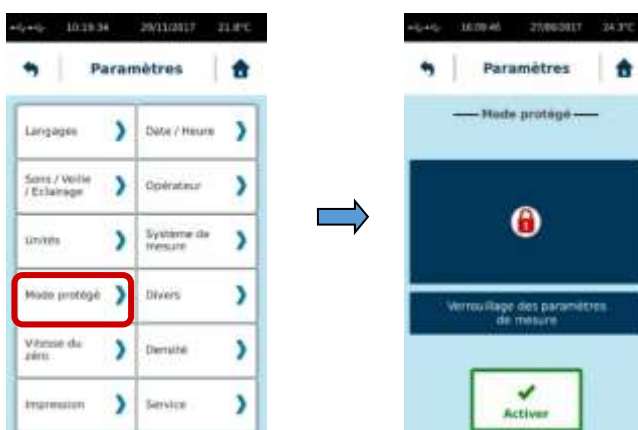 10:19:34 29/11/2017 21.8°C
Paramètres
Langages
Date / Heure
Sons / Veille
/ Eclairage
Opérateur
Unités
Système de
mesure
Mode protégé
Divers
Vitesse du
zéro
Densité
Impression
Service
16:09:46 27/06/2017 24.3°C
Paramètres
Mode protégé
Verrouillage des paramètres
de mesure
Activer